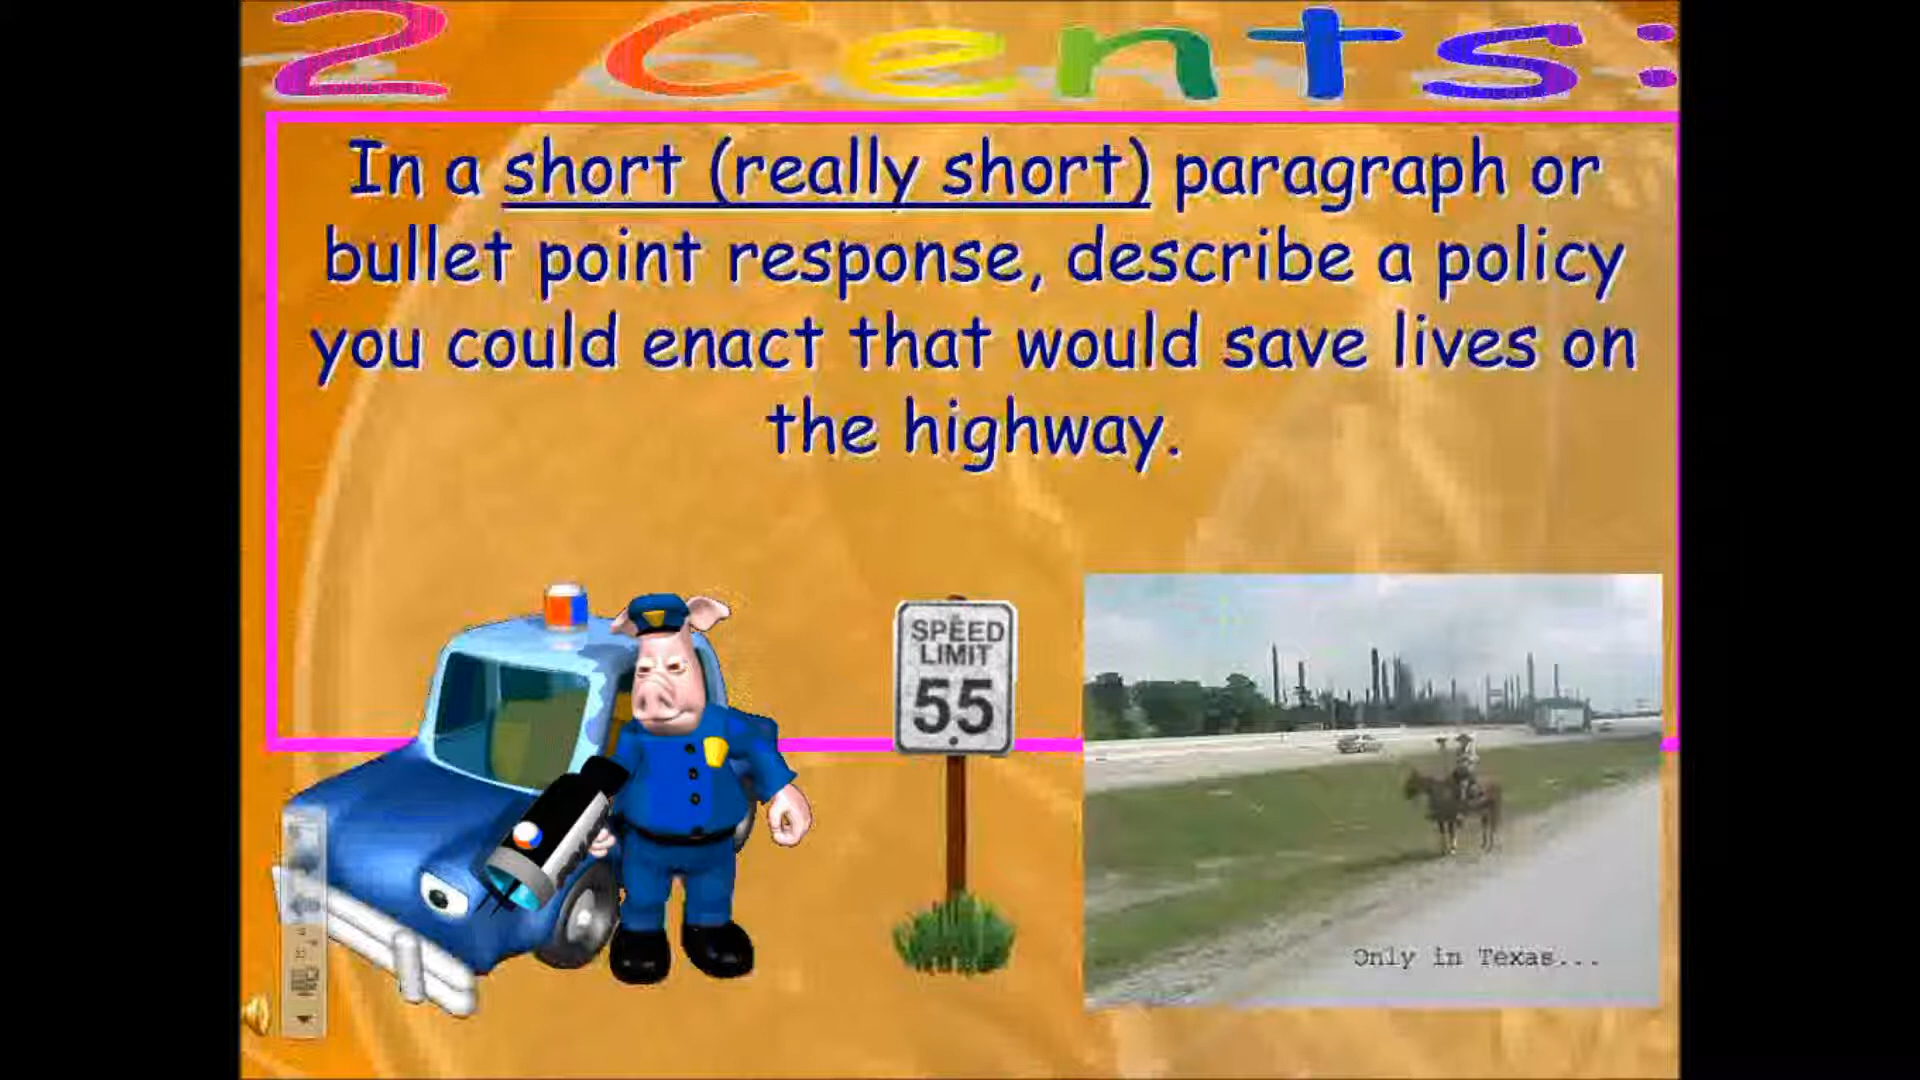 2 Cents:
In a short (really short) paragraph or
bullet point response, describe a policy
you could enact that would save lives on
the highway.
SPEED
LIMIT
55
Only in Texas...